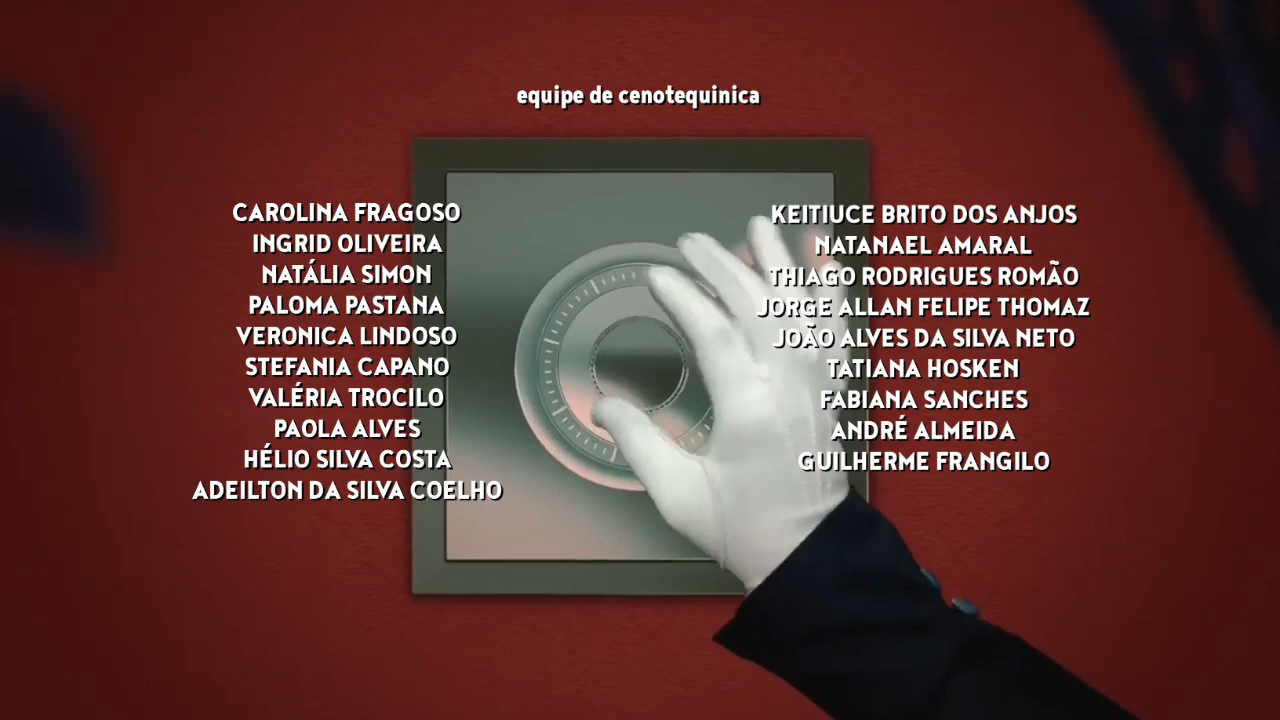 equipe de cenotequinica
CAROLINA FRAGOSO
INGRID OLIVEIRA
NATÁLIA SIMON
PALOMA PASTANA
VERONICA LINDOSO
STEFANIA CAPANO
VALÉRIA TROCILO
PAOLA ALVES
HÉLIO SILVA COSTA
ADEILTON DA SILVA COELHO
KEITIUCE BRITO DOS ANJOS
NATANAEL AMARAL
THIAGO RODRIGUES ROMÃO
JORGE ALLAN FELIPE THOMAZ
JOÃO ALVES DA SILVA NETO
TATIANA HOSKEN
FABIANA SANCHES
ANDRÉ ALMEIDA
GUILHERME FRANGILO